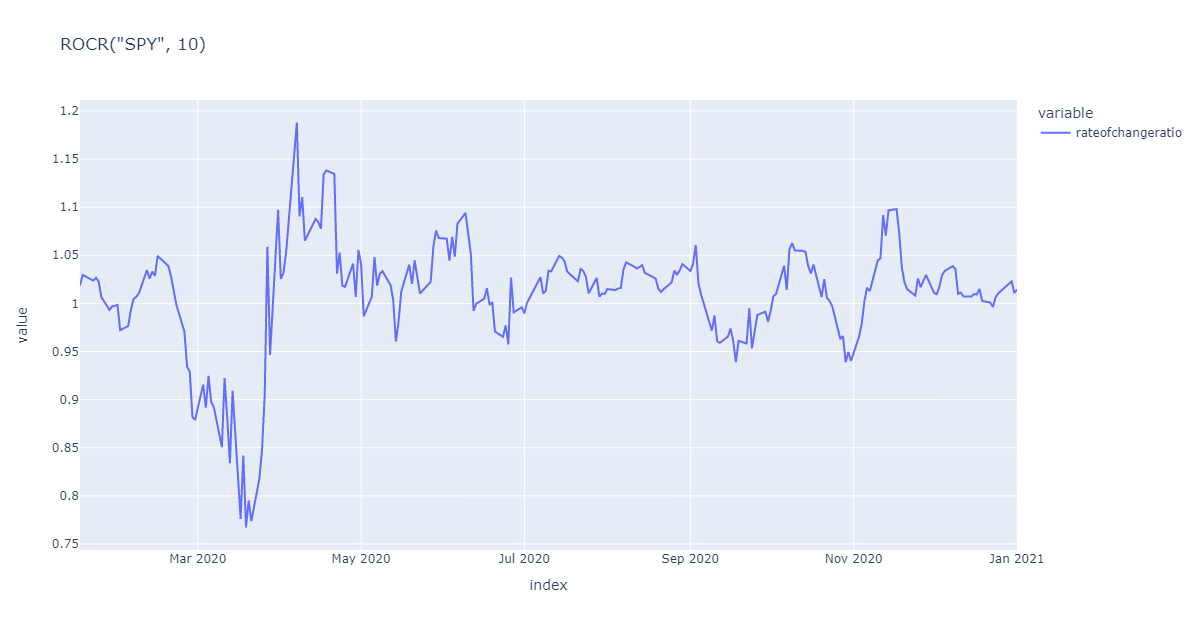 ROCR("SPY", 10)
variable
rateofchangeratio
value
1.2
1.15
1.1
1.05
1
0.95
0.9
0.85
0.8
0.75
Mar 2020 May 2020 Jul 2020 Sep 2020 Nov 2020 Jan 2021
index